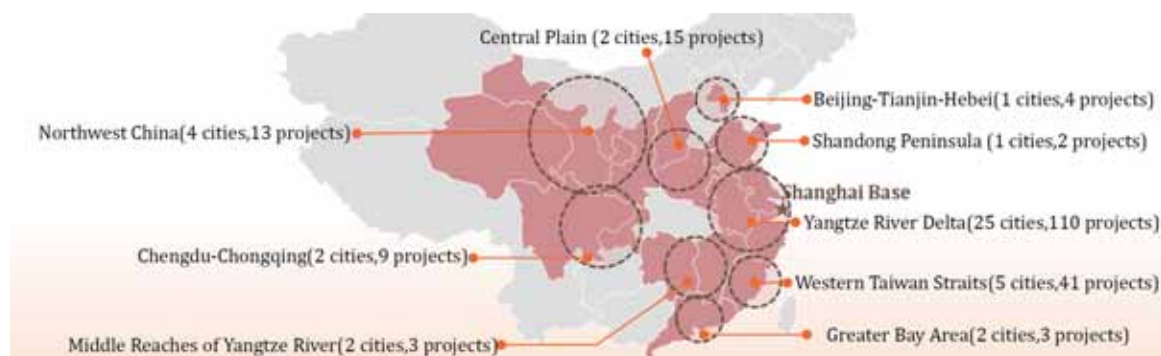 Central Plain (2 cities,15 projects)
Beijing-Tianjin-Hebei(1 cities,4 projects)
Northwest China(4 cities,13 projects)
Shandong Peninsula (1 cities,2 projects)
Shanghai Base
Yangtze River Delta(25 cities,110 projects)
Chengdu-Chongqing(2 cities,9 projects)
Western Taiwan Straits(5 cities,41 projects)
Greater Bay Area(2 cities,3 projects)
Middle Reaches of Yangtze River(2 cities,3 projects)